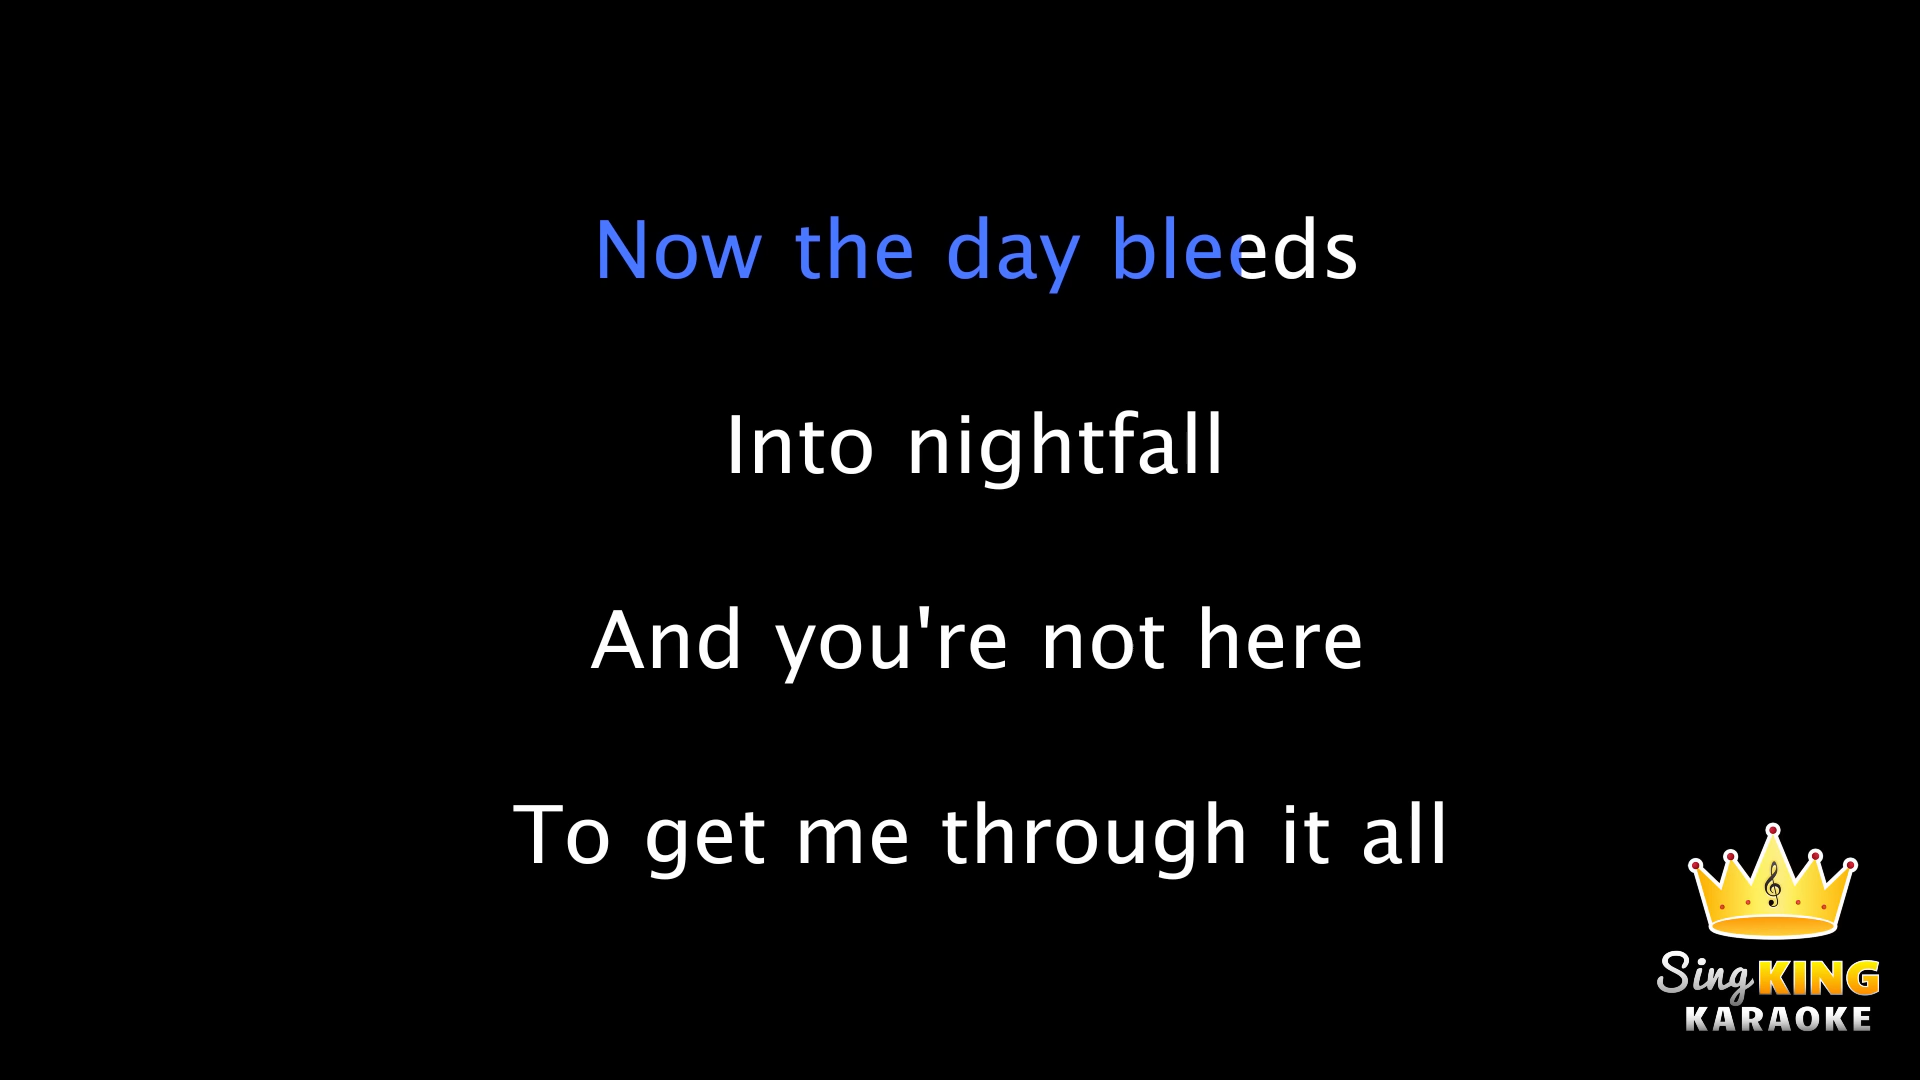 Now the day bleeds
Into nightfall
And you're not here
To get me through it all
Sing KING
KARAOKE